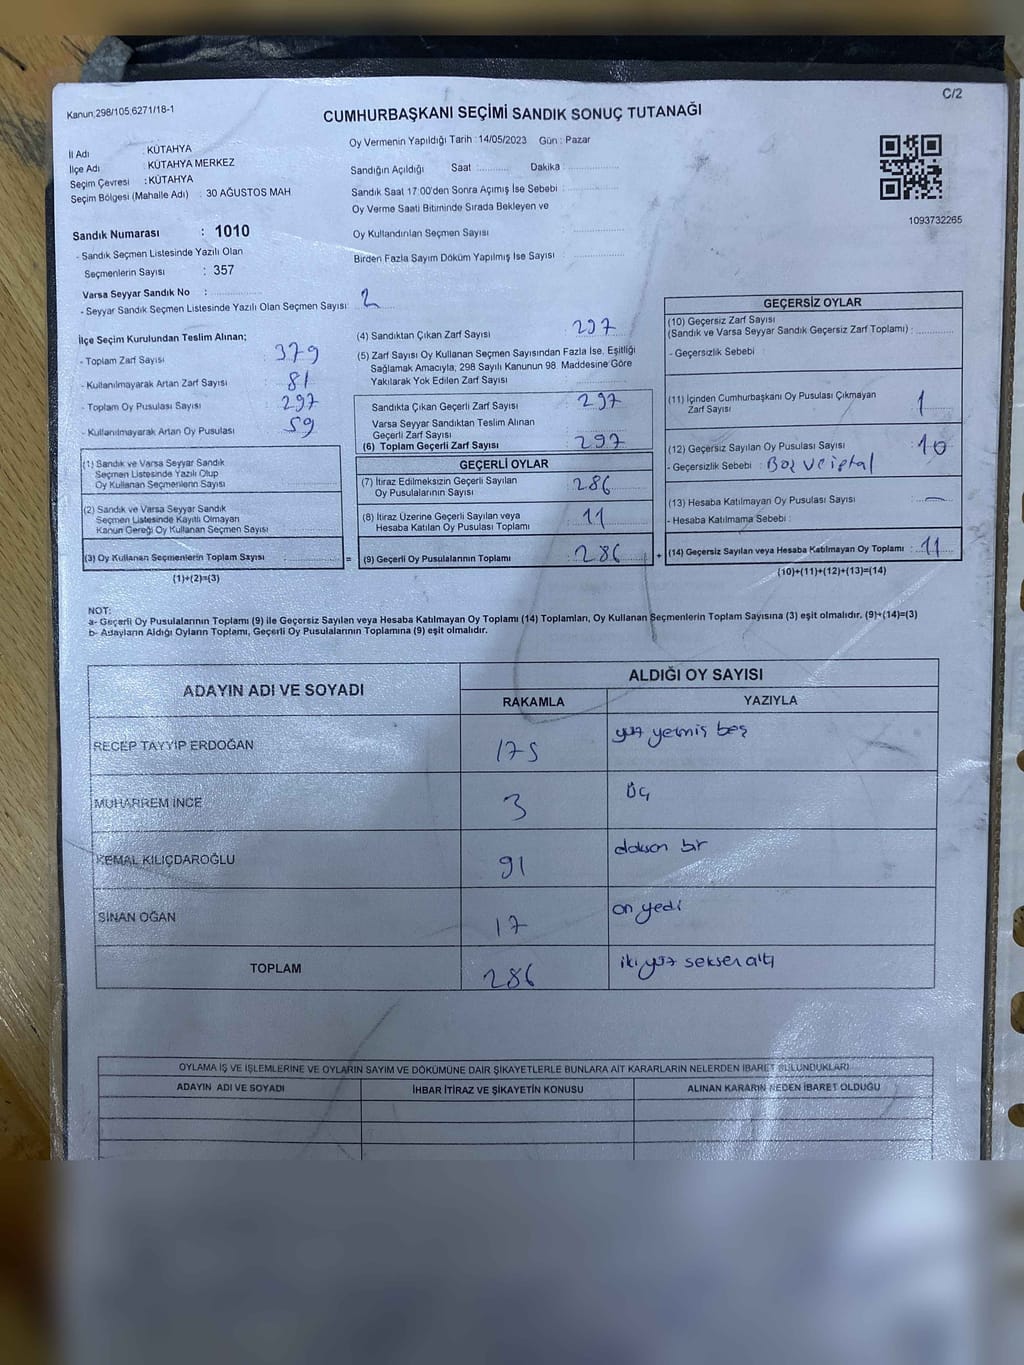 C/2
Kanun,298/105,6271/18-1
CUMHURBAŞKANI SEÇİMİ SANDIK SONUÇ TUTANAĞI
İl Adı : KÜTAHYA
İlçe Adı : KÜTAHYA MERKEZ
Seçim Çevresi : KÜTAHYA
Seçim Bölgesi (Mahalle Adı) : 30 AĞUSTOS MAH
Sandık Numarası : 1010
- Sandık Seçmen Listesinde Yazılı Olan
Seçmenlerin Sayısı : 357
Varsa Seyyar Sandık No :
- Seyyar Sandık Seçmen Listesinde Yazılı Olan Seçmen Sayısı: 2
Oy Vermenin Yapıldığı Tarih : 14/05/2023 Gün : Pazar
Sandığın Açıldığı Saat : Dakika :
Sandık Saat 17:00'den Sonra Açımış İse Sebebi :
Oy Verme Saati Bitiminde Sırada Bekleyen ve
Oy Kullandırılan Seçmen Sayısı :
Birden Fazla Sayım Döküm Yapılmış İse Sayısı :
1093732265
İlçe Seçim Kurulundan Teslim Alınan;
- Toplam Zarf Sayısı : 379
- Kullanılmayarak Artan Zarf Sayısı : 81
- Toplam Oy Pusulası Sayısı : 297
- Kullanılmayarak Artan Oy Pusulası : 59
(1) Sandık ve Varsa Seyyar Sandık
Seçmen Listesinde Yazılı Olup
Oy Kullanan Seçmenlerin Sayısı :
(2) Sandık ve Varsa Seyyar Sandık
Seçmen Listesinde Kayıtlı Olmayan
Kanun Gereği Oy Kullanan Seçmen Sayısı :
(3) Oy Kullanan Seçmenlerin Toplam Sayısı : =
(1)+(2)=(3)
(4) Sandıktan Çıkan Zarf Sayısı : 297
(5) Zarf Sayısı Oy Kullanan Seçmen Sayısından Fazla İse, Eşitliği
Sağlamak Amacıyla; 298 Sayılı Kanunun 98. Maddesine Göre
Yakılarak Yok Edilen Zarf Sayısı :
Sandıkta Çıkan Geçerli Zarf Sayısı : 297
Varsa Seyyar Sandıktan Teslim Alınan
Geçerli Zarf Sayısı :
(6) Toplam Geçerli Zarf Sayısı : 297
GEÇERLİ OYLAR
(7) İtiraz Edilmeksizin Geçerli Sayılan
Oy Pusulalarının Sayısı : 286
(8) İtiraz Üzerine Geçerli Sayılan veya
Hesaba Katılan Oy Pusulası Toplamı : 11
(9) Geçerli Oy Pusulalarının Toplamı : 286 +
GEÇERSİZ OYLAR
(10) Geçersiz Zarf Sayısı
(Sandık ve Varsa Seyyar Sandık Geçersiz Zarf Toplamı) :
- Geçersizlik Sebebi :
(11) İçinden Cumhurbaşkanı Oy Pusulası Çıkmayan
Zarf Sayısı : 1
(12) Geçersiz Sayılan Oy Pusulası Sayısı : 10
- Geçersizlik Sebebi : Boş ve iptal
(13) Hesaba Katılmayan Oy Pusulası Sayısı : —
- Hesaba Katılmama Sebebi :
(14) Geçersiz Sayılan veya Hesaba Katılmayan Oy Toplamı : 11
(10)+(11)+(12)+(13)=(14)
NOT:
a- Geçerli Oy Pusulalarının Toplamı (9) ile Geçersiz Sayılan veya Hesaba Katılmayan Oy Toplamı (14) Toplamları, Oy Kullanan Seçmenlerin Toplam Sayısına (3) eşit olmalıdır. (9)+(14)=(3)
b- Adayların Aldığı Oyların Toplamı, Geçerli Oy Pusulalarının Toplamına (9) eşit olmalıdır.
ADAYIN ADI VE SOYADI ALDIĞI OY SAYISI
RAKAMLA YAZIYLA
RECEP TAYYİP ERDOĞAN 175 yüz yetmiş beş
MUHARREM İNCE 3 Üç
KEMAL KILIÇDAROĞLU 91 doksan bir
SİNAN OĞAN 17 on yedi
TOPLAM 286 iki yüz seksen altı
OYLAMA İŞ VE İŞLEMLERİNE VE OYLARIN SAYIM VE DÖKÜMÜNE DAİR ŞİKAYETLERLE BUNLARA AİT KARARLARIN NELERDEN İBARET BULUNDUKLARI
ADAYIN ADI VE SOYADI İHBAR İTİRAZ VE ŞİKAYETİN KONUSU ALINAN KARARIN NEDEN İBARET OLDUĞU